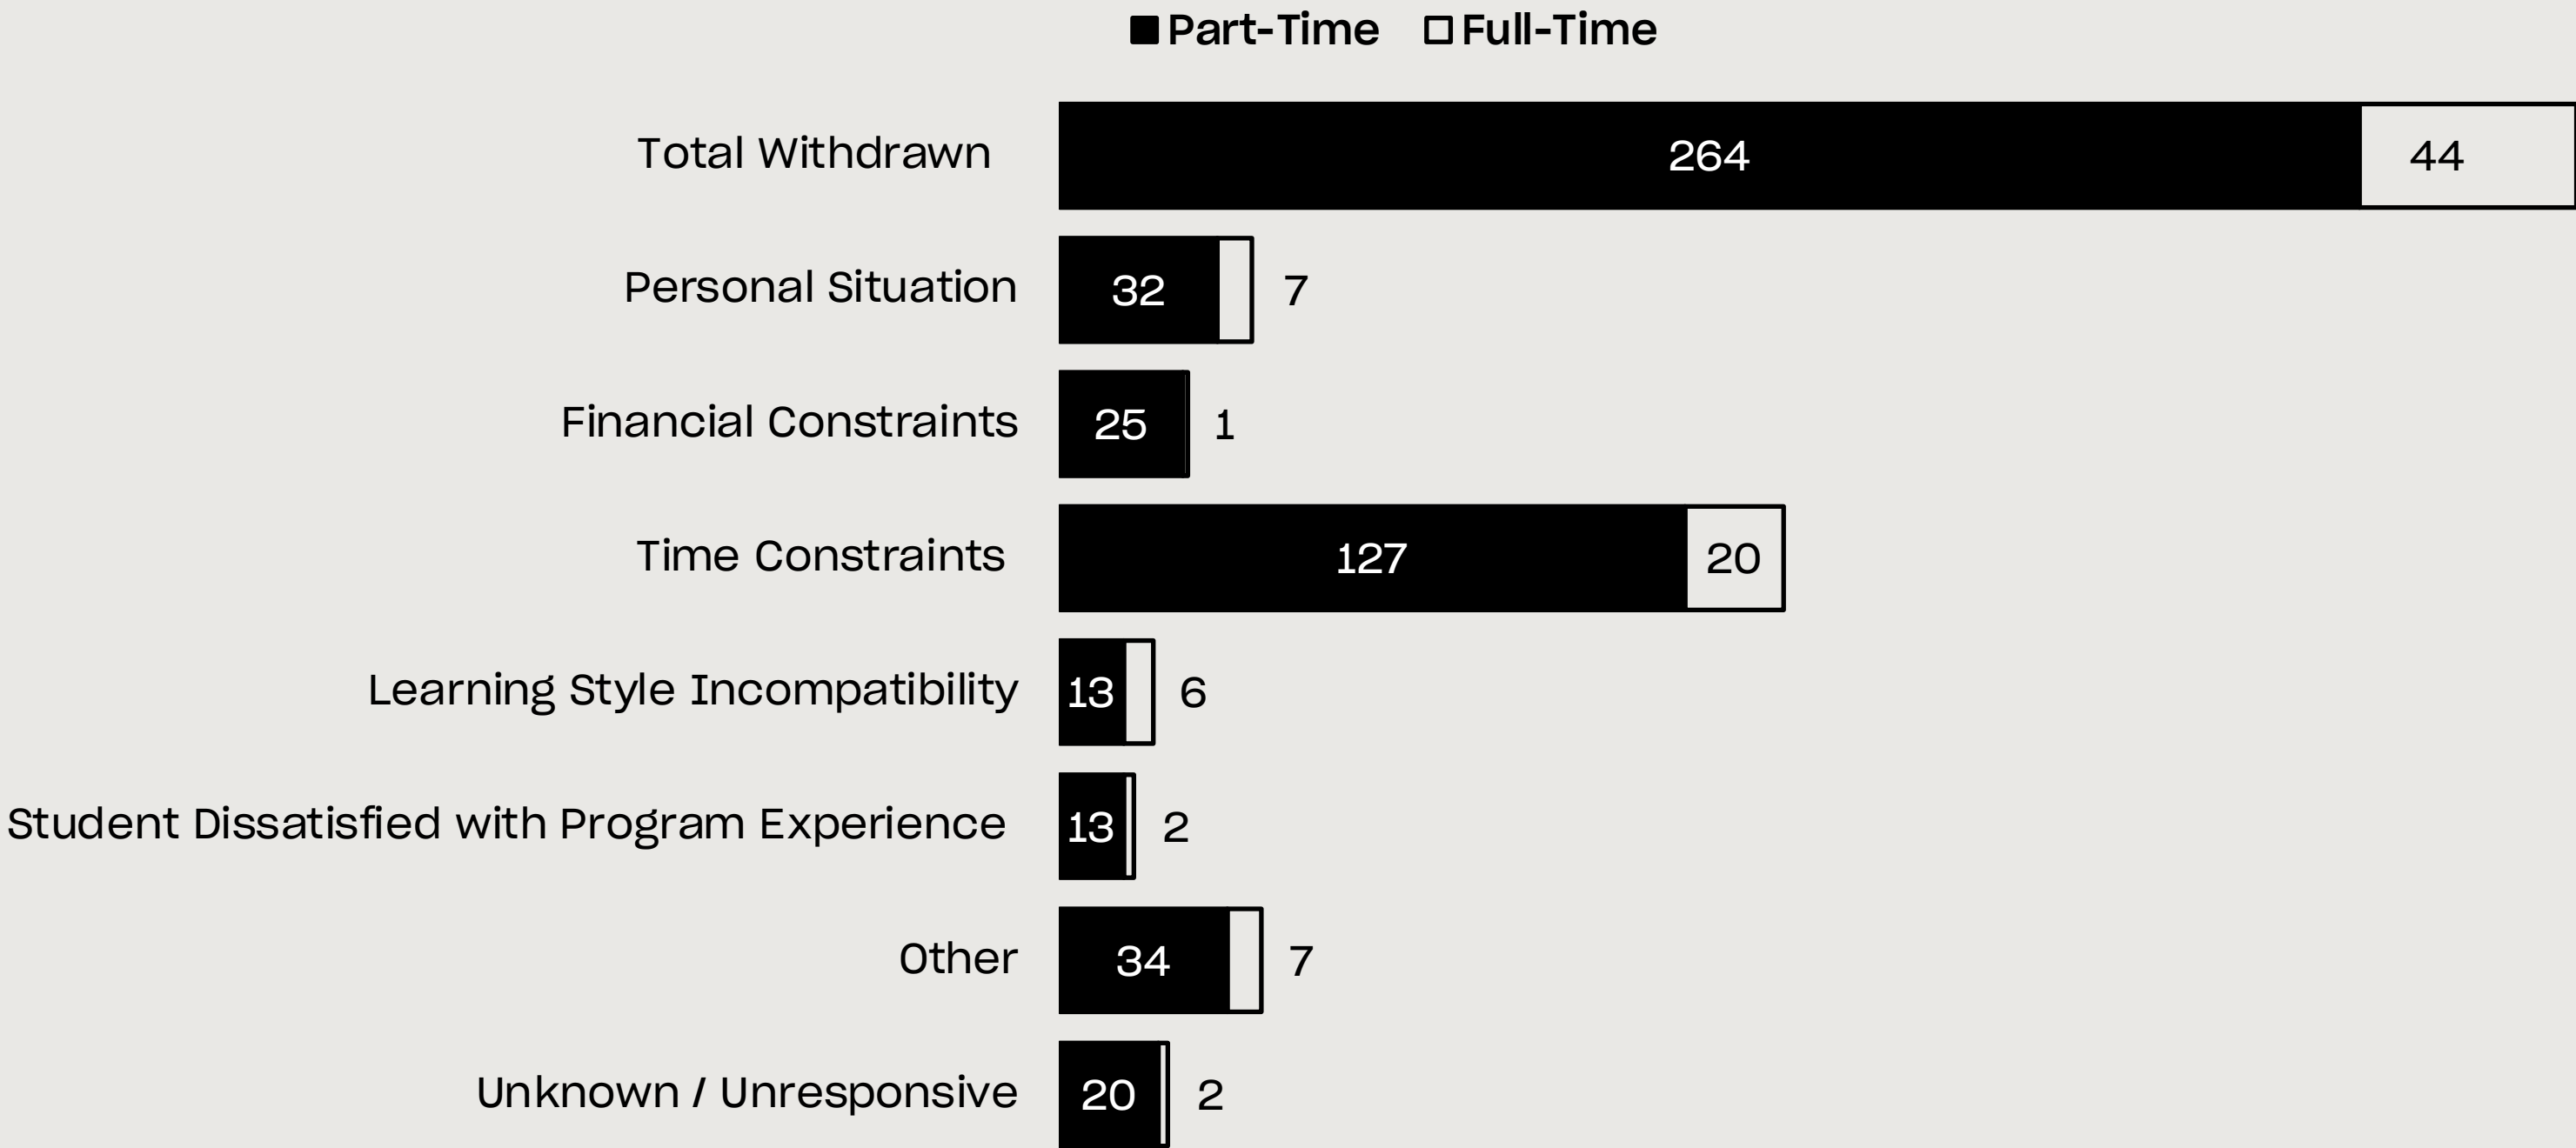 Part-Time Full-Time
Total Withdrawn 264 44
Personal Situation 32 7
Financial Constraints 25 1
Time Constraints 127 20
Learning Style Incompatibility 13 6
Student Dissatisfied with Program Experience 13 2
Other 34 7
Unknown / Unresponsive 20 2